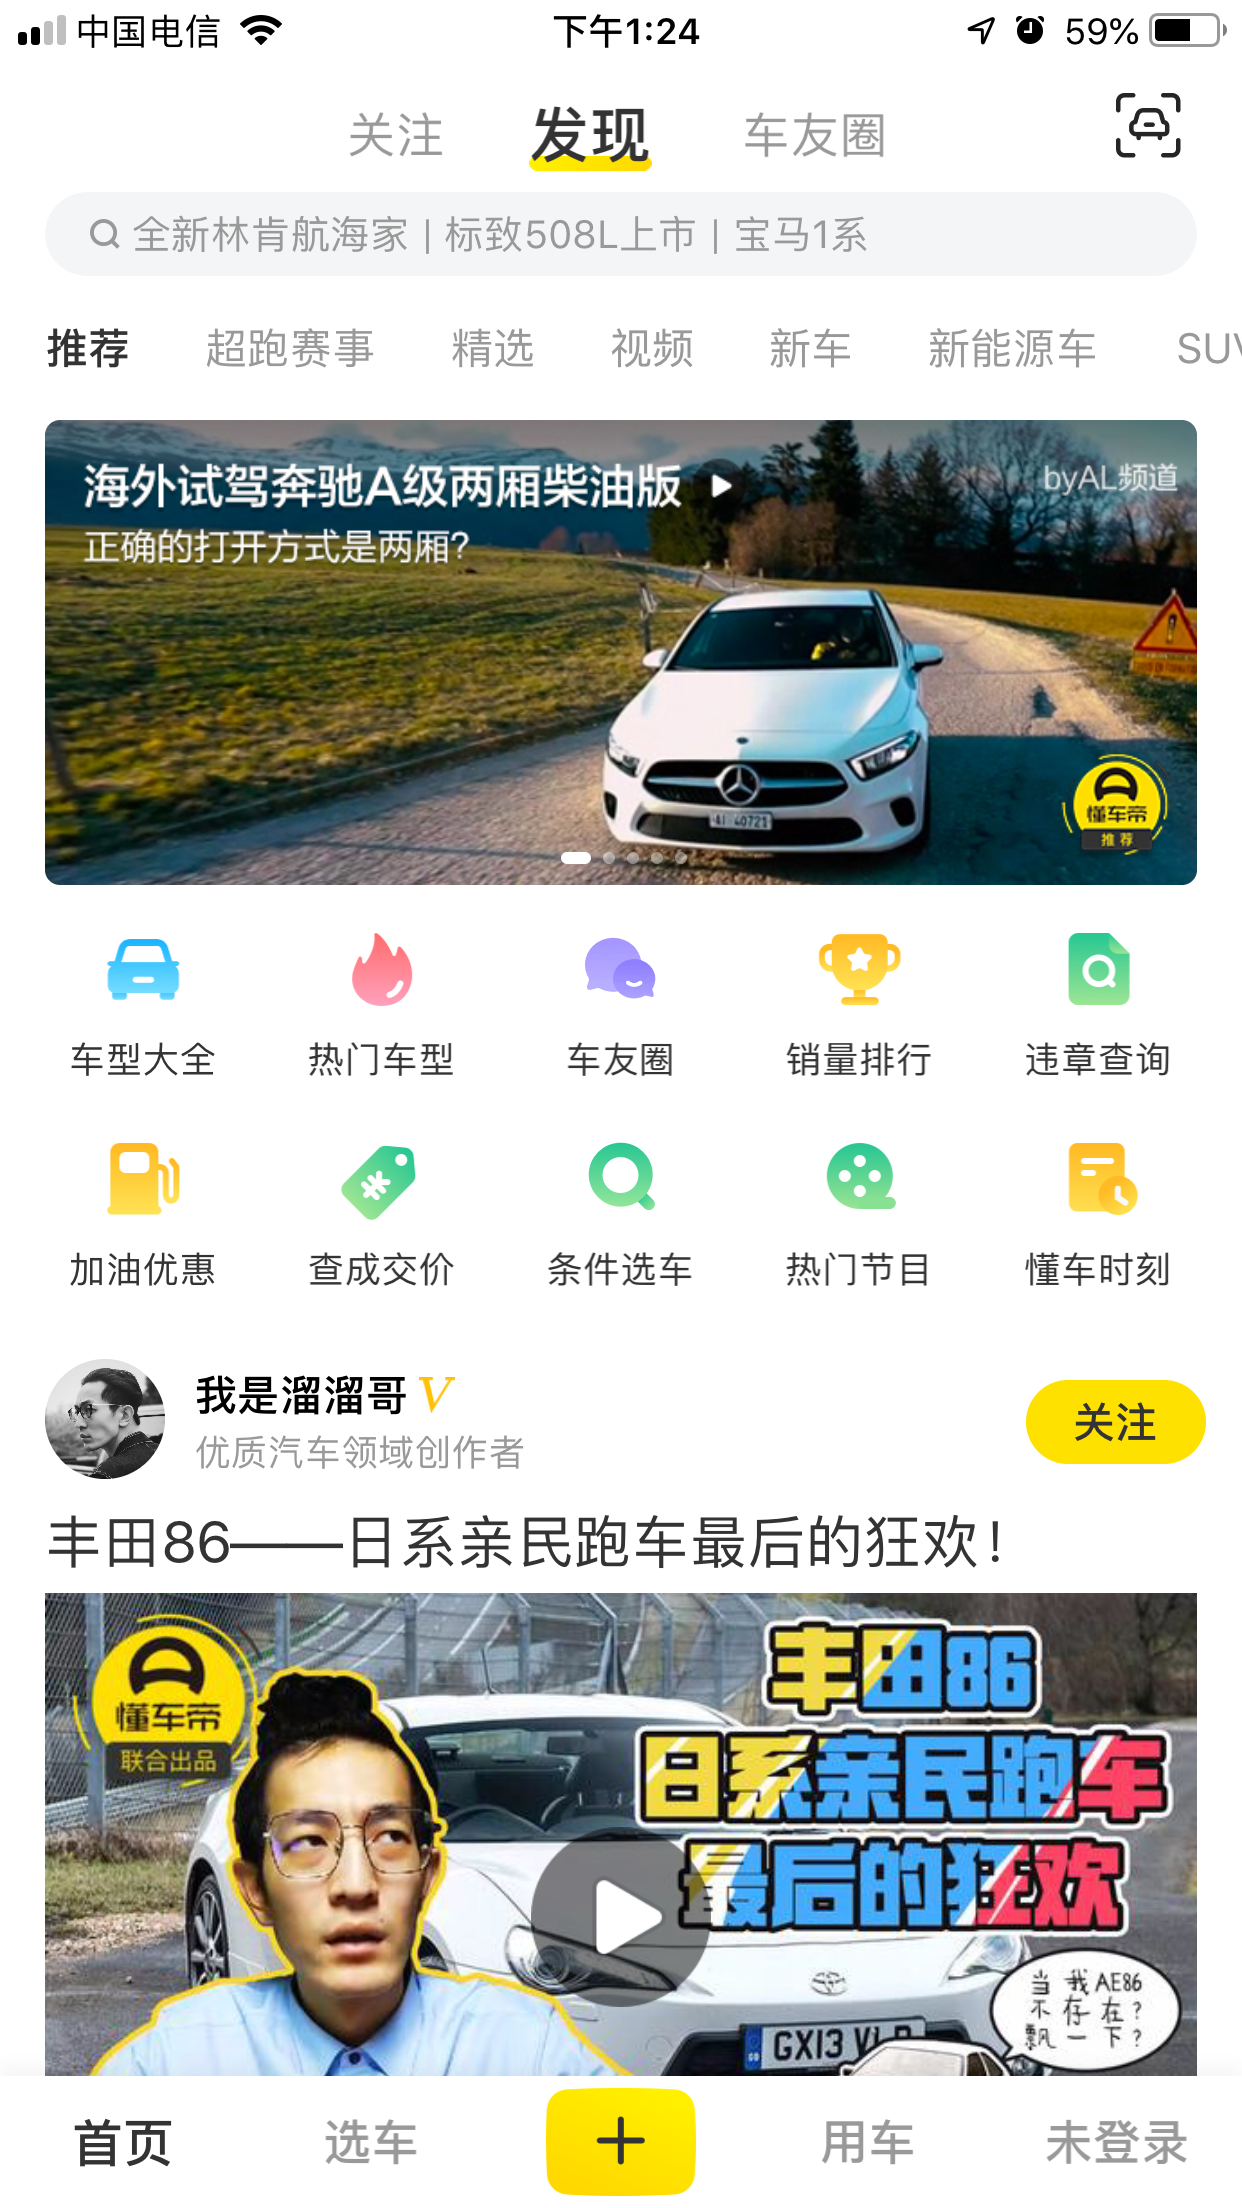 中国电信 下午1:24 59%
关注 发现 车友圈
全新林肯航海家 | 标致508L上市 | 宝马1系
推荐 超跑赛事 精选 视频 新车 新能源车 SUV
海外试驾奔驰A级两厢柴油版
byAL频道
正确的打开方式是两厢?
AI 40721
懂车帝
推荐
车型大全 热门车型 车友圈 销量排行 违章查询
加油优惠 查成交价 条件选车 热门节目 懂车时刻
我是溜溜哥 V
优质汽车领域创作者
关注
丰田86——日系亲民跑车最后的狂欢！
懂车帝
联合出品
丰田86
日系亲民跑车
最后的狂欢
当我AE86
不存在?
飘一下?
GX13
首页 选车 + 用车 未登录